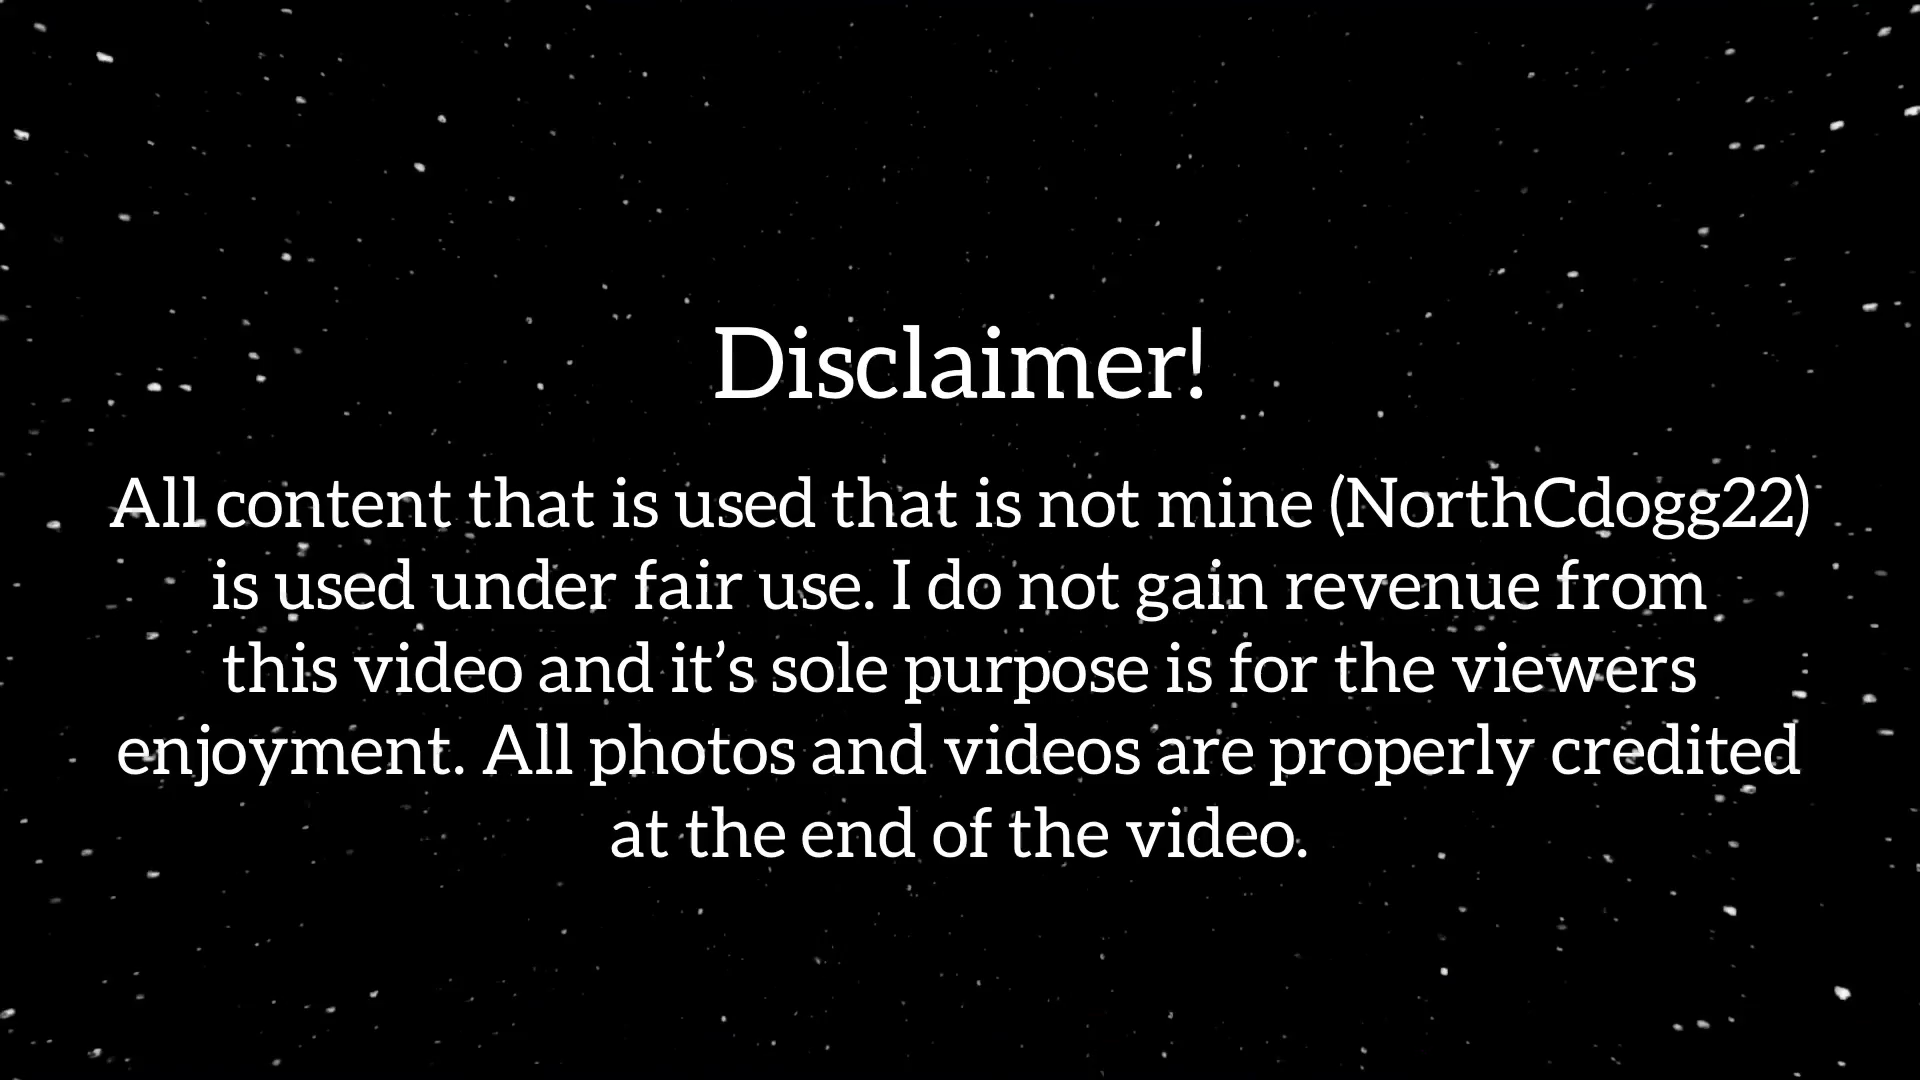 Disclaimer!
All content that is used that is not mine (NorthCdogg22)
is used under fair use. I do not gain revenue from
this video and it’s sole purpose is for the viewers
enjoyment. All photos and videos are properly credited
at the end of the video.